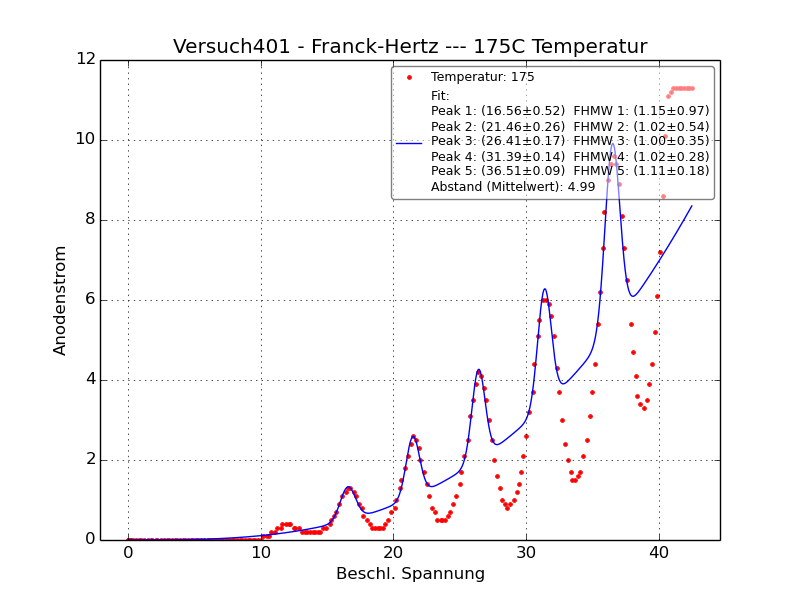 Versuch401 - Franck-Hertz --- 175C Temperatur
Temperatur: 175
Fit:
Peak 1: (16.56±0.52)  FHMW 1: (1.15±0.97)
Peak 2: (21.46±0.26)  FHMW 2: (1.02±0.54)
Peak 3: (26.41±0.17)  FHMW 3: (1.00±0.35)
Peak 4: (31.39±0.14)  FHMW 4: (1.02±0.28)
Peak 5: (36.51±0.09)  FHMW 5: (1.11±0.18)
Abstand (Mittelwert): 4.99
Anodenstrom
12
10
8
6
4
2
0
0 10 20 30 40
Beschl. Spannung